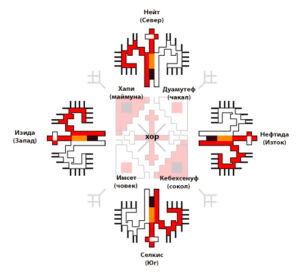 Нейт
(Север)
Хапи
(маймуна)
Дуамутеф
(чакал)
Изида
(Запад)
хор
Нефтида
(Изток)
Имсет
(човек)
Кебехсенуф
(сокол)
Селкис
(Юг)